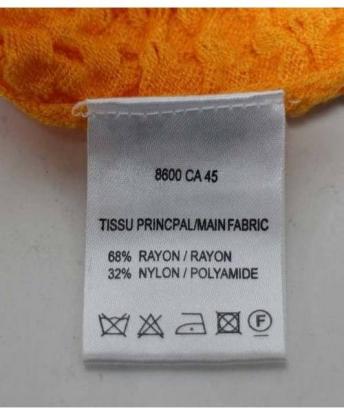 8600 CA 45
TISSU PRINCPAL/MAIN FABRIC
68% RAYON / RAYON
32% NYLON / POLYAMIDE
F